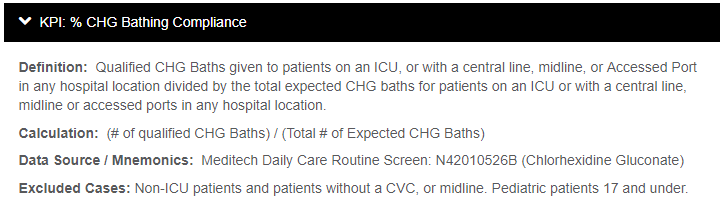 KPI: % CHG Bathing Compliance
Definition: Qualified CHG Baths given to patients on an ICU, or with a central line, midline, or Accessed Port
in any hospital location divided by the total expected CHG baths for patients on an ICU or with a central line,
midline or accessed ports in any hospital location.
Calculation: (# of qualified CHG Baths) / (Total # of Expected CHG Baths)
Data Source / Mnemonics: Meditech Daily Care Routine Screen: N42010526B (Chlorhexidine Gluconate)
Excluded Cases: Non-ICU patients and patients without a CVC, or midline. Pediatric patients 17 and under.